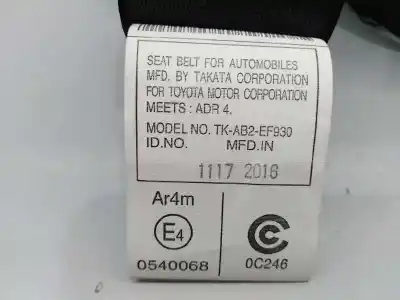 SEAT BELT FOR AUTOMOBILES
MFD. BY TAKATA CORPORATION
FOR TOYOTA MOTOR CORPORATION
MEETS : ADR 4.
MODEL NO. TK-AB2-EF930
ID.NO. MFD.IN
1117 2016
Ar4m
E4
0540068
0C246